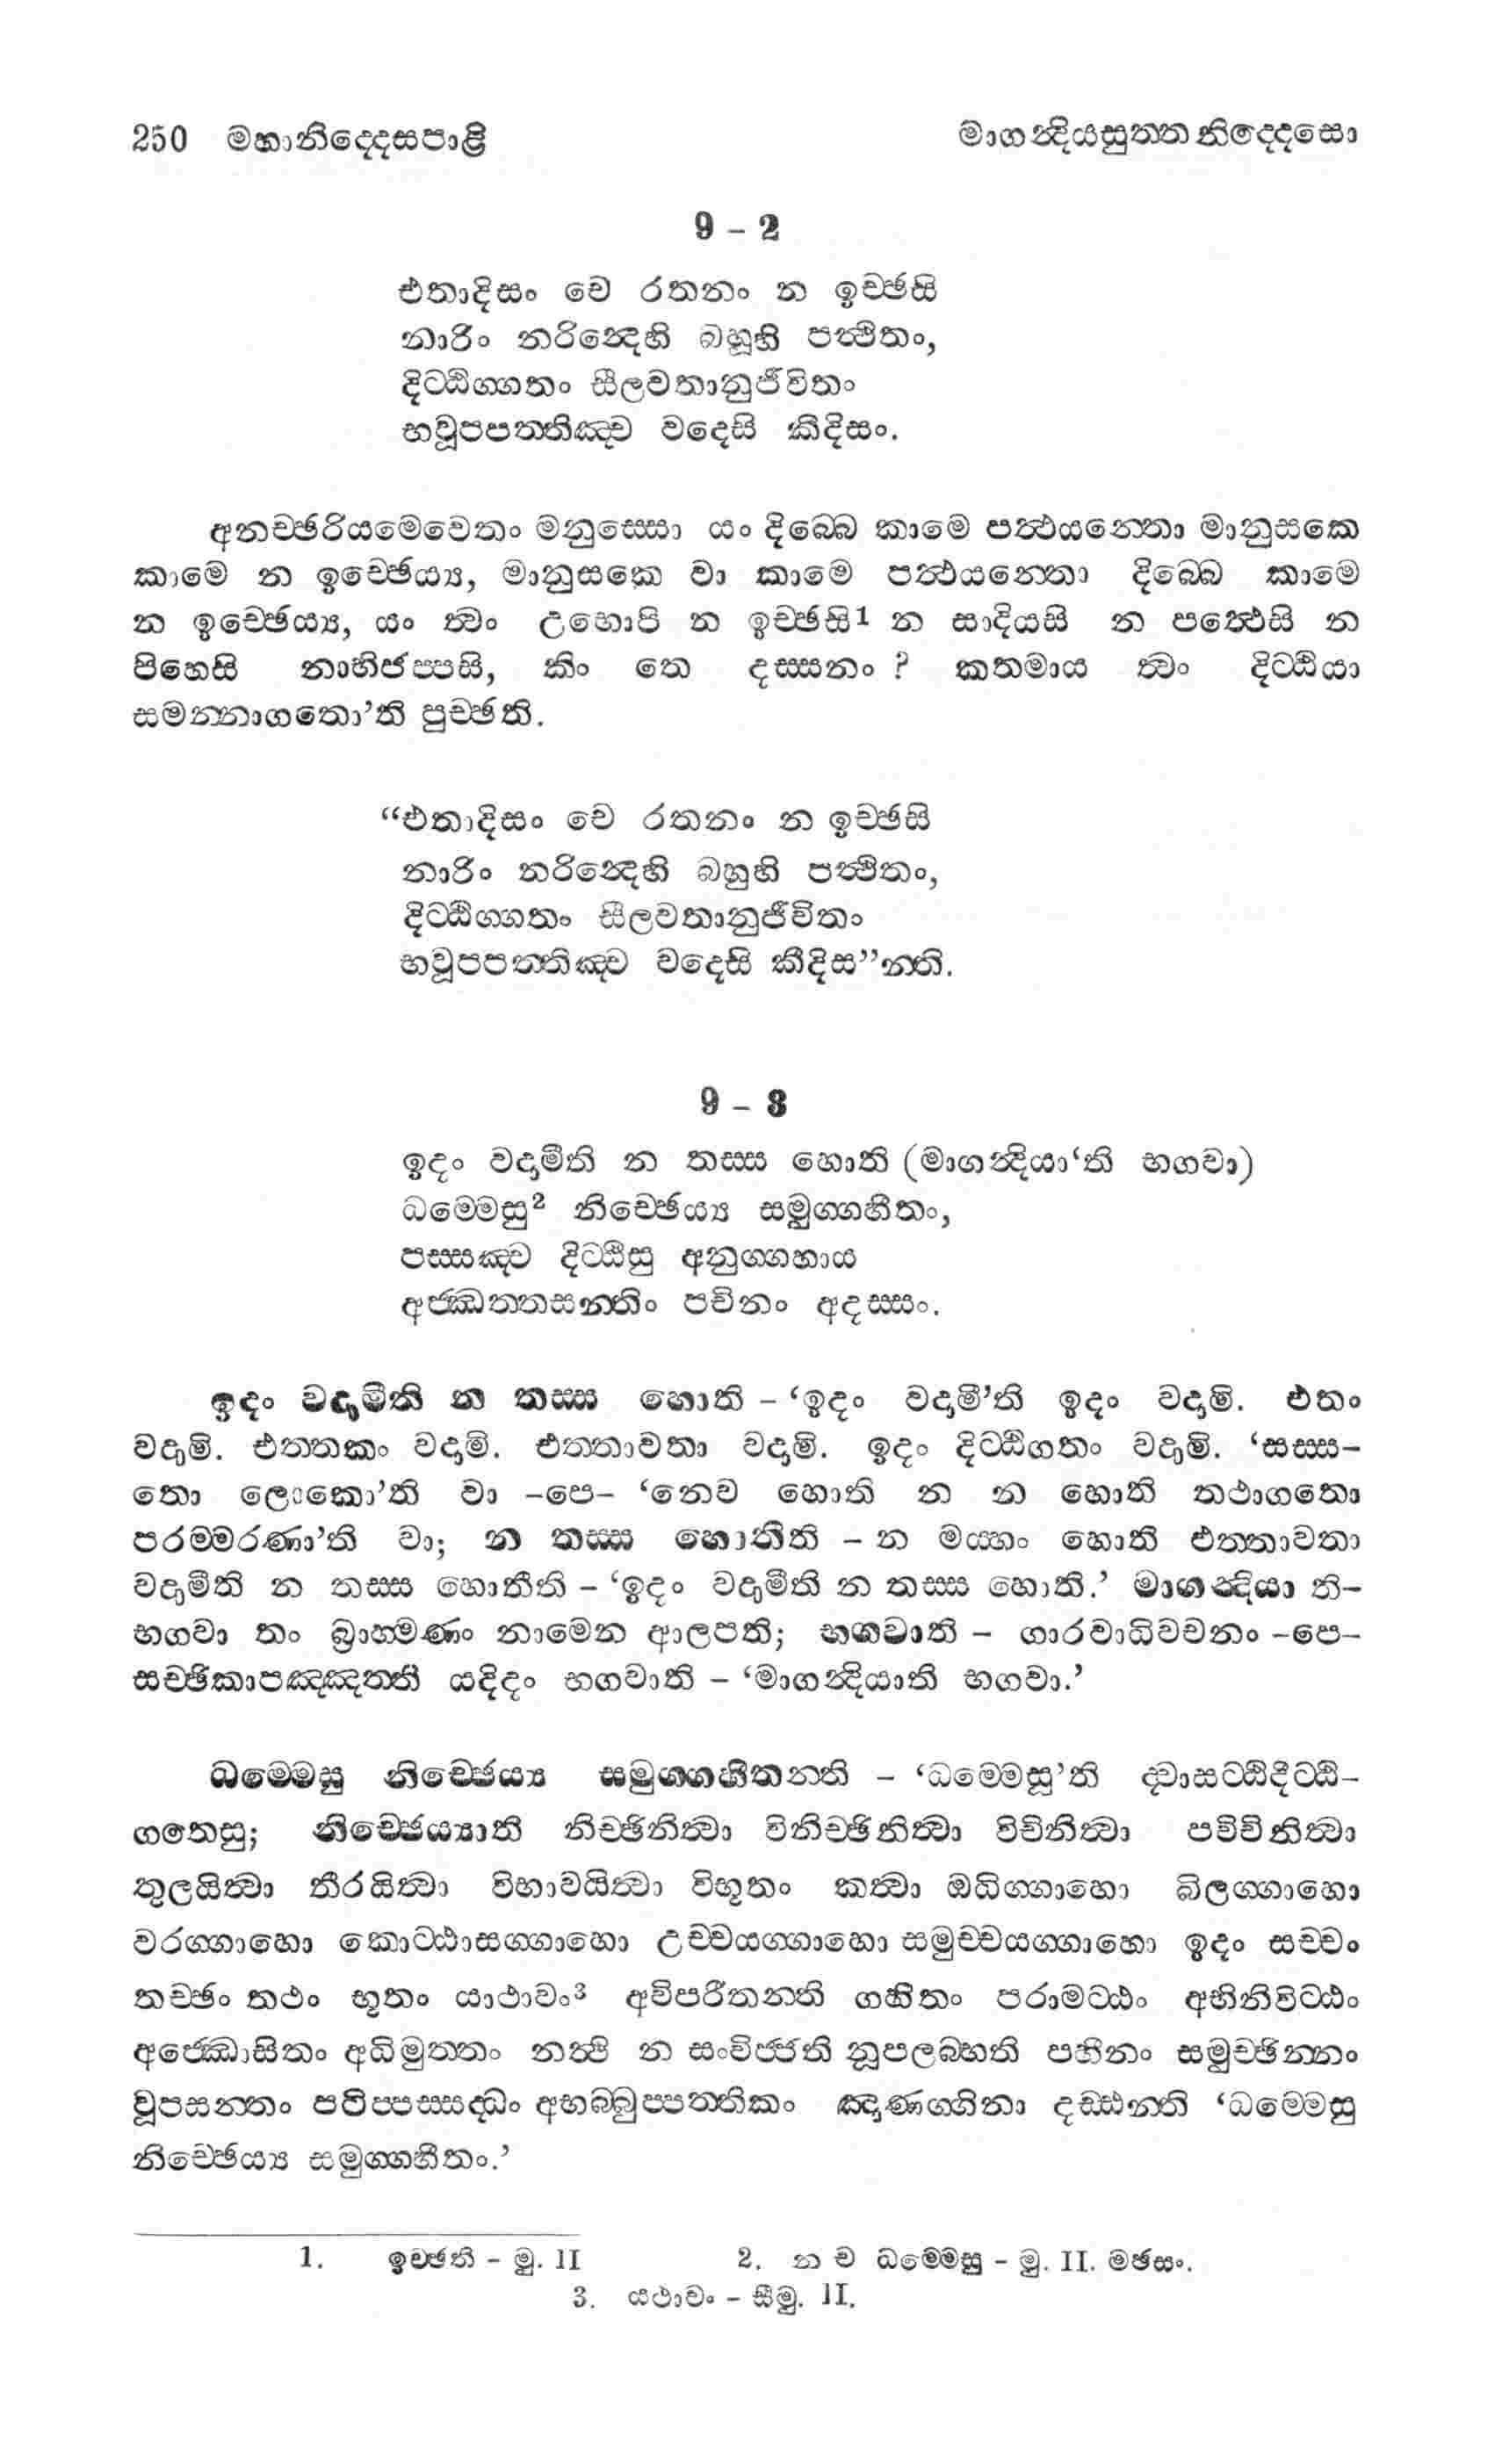 250 මහානිද්දෙසපාළි මාගන්දියසුත්තනිද්දෙසො
9 – 2
එතාදිසං චෙ රතනං න ඉච්ඡසි
නාරිං නරින්දෙහි බහූහි පත්ථිතං,
දිට්ඨිග්ගතං සීලවතානුජීවිතං
භවූපපත්තිඤ්ච වදෙසි කීදිසං.
අනච්ඡරියමෙවෙතං මනුස්සො යං දිබ්බෙ කාමෙ පත්ථයන්තො මානුසකෙ
කාමෙ න ඉච්ඡෙය්‍ය, මානුසකෙ වා කාමෙ පත්ථයන්තො දිබ්බෙ කාමෙ
න ඉච්ඡෙය්‍ය, යං ත්වං උභොපි න ඉච්ඡසි1 න සාදියසි න පත්ථෙසි න
පිහෙසි නාභිජප්පසි, කිං තෙ දස්සනං ? කතමාය ත්වං දිට්ඨියා
සමන්නාගතො’ති පුච්ඡති.
“එතාදිසං චෙ රතනං න ඉච්ඡසි
නාරිං නරින්දෙහි බහුහි පත්ථිතං,
දිට්ඨිග්ගතං සීලවතානුජීවිතං
භවූපපත්තිඤ්ච වදෙසි කීදිස”න්ති.
9 – 3
ඉදං වදාමීති න තස්ස හොති (මාගන්දියා‘ති භගවා)
ධම්මෙසු² නිච්ඡෙය්‍ය සමුග්ගහීතං,
පස්සඤ්ච දිට්ඨීසු අනුග්ගහාය
අජ්ඣත්තසන්තිං පචිනං අදස්සං.
ඉදං වදාමීති න තස්ස හොති – ‘ඉදං වදාමී’ති ඉදං වදාමි. එතං
වදාමි. එත්තකං වදාමි. එත්තාවතා වදාමි. ඉදං දිට්ඨිගතං වදාමි. ‘සස්ස-
තො ලොකො’ති වා –පෙ– ‘නෙව හොති න න හොති තථාගතො
පරම්මරණා’ති වා; න තස්ස හොතීති – න මය්හං හොති එත්තාවතා
වදාමීති න තස්ස හොතීති – ‘ඉදං වදාමීති න තස්ස හොති.’ මාගන්දියා ති–
භගවා තං බ්‍රාහ්මණං නාමෙන ආලපති; භගවාති – ගාරවාධිවචනං –පෙ–
සච්ඡිකාපඤ්ඤත්ති යදිදං භගවාති – ‘මාගන්දියාති භගවා.’
ධම්මෙසු නිච්ඡෙය්‍ය සමුග්ගහීතන්ති – ‘ධම්මෙසූ’ති ද්වාසට්ඨිදිට්ඨි-
ගතෙසු; නිච්ඡෙය්‍යාති නිච්ඡිනිත්වා විනිච්ඡිනිත්වා විචිනිත්වා පවිචිනිත්වා
තුලයිත්වා තීරයිත්වා විභාවයිත්වා විභූතං කත්වා ඔධිග්ගාහො බිලග්ගාහො
වරග්ගාහො කොට්ඨාසග්ගාහො උච්චයග්ගාහො සමුච්චයග්ගාහො ඉදං සච්චං
තච්ඡං තථං භූතං යාථාවං³ අවිපරීතන්ති ගහිතං පරාමට්ඨං අභිනිවිට්ඨං
අජ්ඣොසිතං අධිමුත්තං නත්ථි න සංවිජ්ජති නූපලබ්භති පහීනං සමුච්ඡින්නං
වූපසන්තං පටිප්පස්සද්ධං අභබ්බුප්පත්තිකං ඤාණග්ගිනා දඩ්ඪන්ති ‘ධම්මෙසු
නිච්ඡෙය්‍ය සමුග්ගහීතං.’
1. ඉච්ඡති – මු. II 2. න ච ධම්මෙසු – මු. II. මඡසං.
3. යථාවං – සීමු. II.